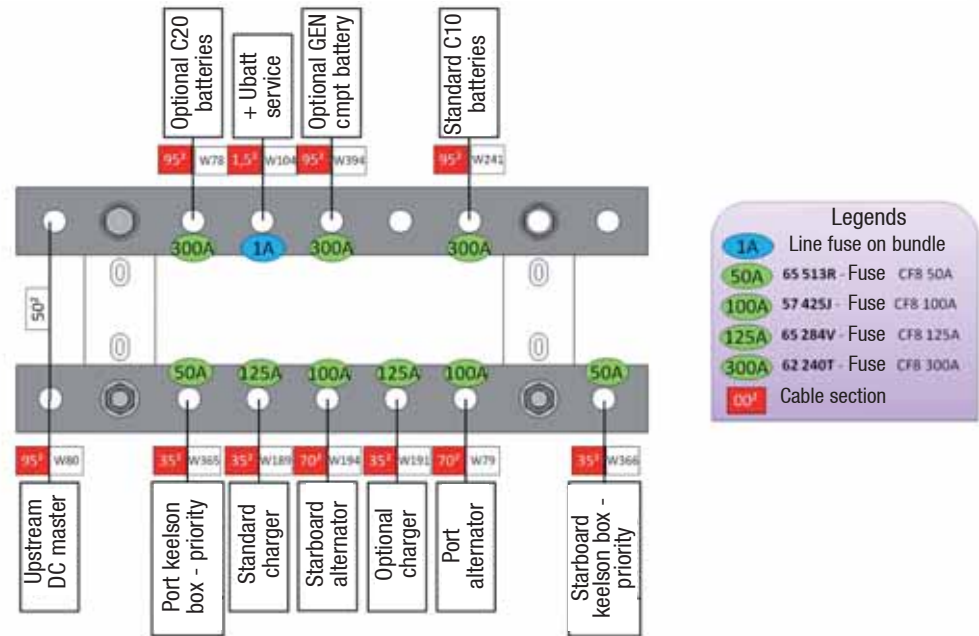 Optional C20
batteries
+ Ubatt
service
Optional GEN
cmpt battery
Standard C10
batteries
95² W78
1,5² W104
95² W394
95² W241
300A
1A
300A
300A
50²
50A
125A
100A
125A
100A
50A
95² W80
35² W365
35² W189
70² W194
35² W191
70² W79
35² W366
Upstream
DC master
Port keelson
box - priority
Standard
charger
Starboard
alternator
Optional
charger
Port
alternator
Starboard
keelson box -
priority
Legends
1A Line fuse on bundle
50A 65 513R - Fuse CF8 50A
100A 57 425J - Fuse CF8 100A
125A 65 284V - Fuse CF8 125A
300A 62 240T - Fuse CF8 300A
00² Cable section